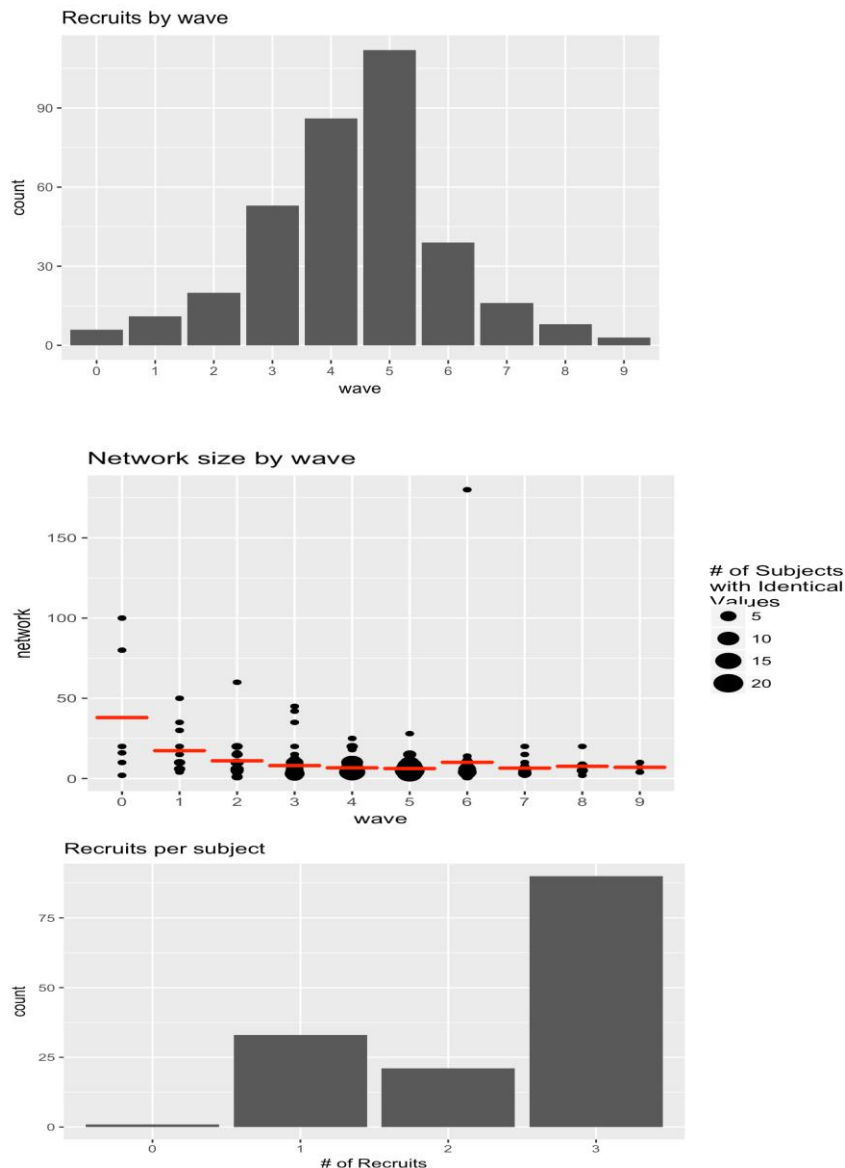 Recruits by wave
90
60
30
0
count
0 1 2 3 4 5 6 7 8 9
wave
Network size by wave
150
100
50
0
network
0 1 2 3 4 5 6 7 8 9
wave
# of Subjects
with Identical
Values
5
10
15
20
Recruits per subject
75
50
25
0
count
0 1 2 3
# of Recruits